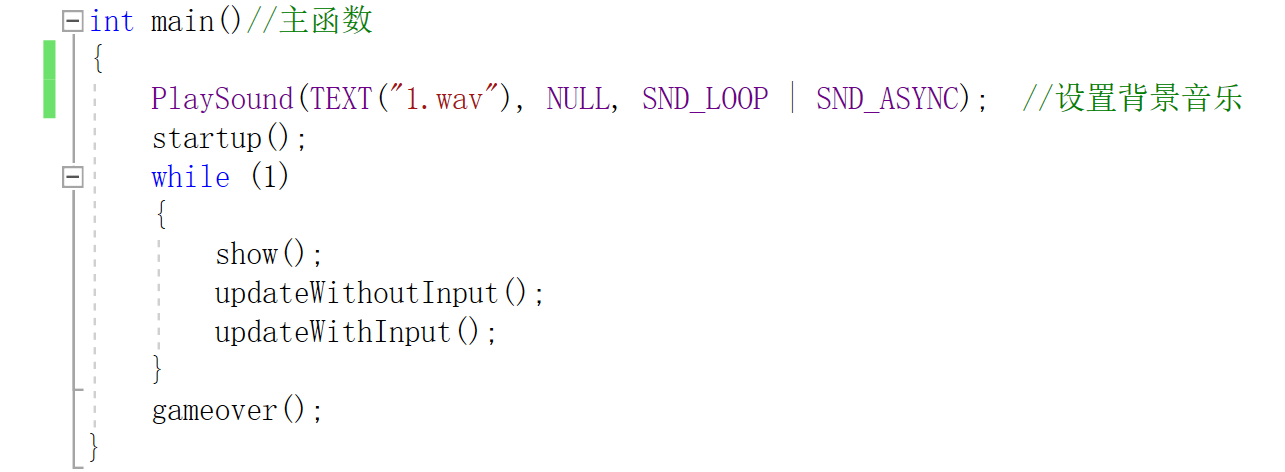 int main()//主函数
{
PlaySound(TEXT("1.wav"), NULL, SND_LOOP | SND_ASYNC);  //设置背景音乐
startup();
while (1)
{
show();
updateWithoutInput();
updateWithInput();
}
gameover();
}